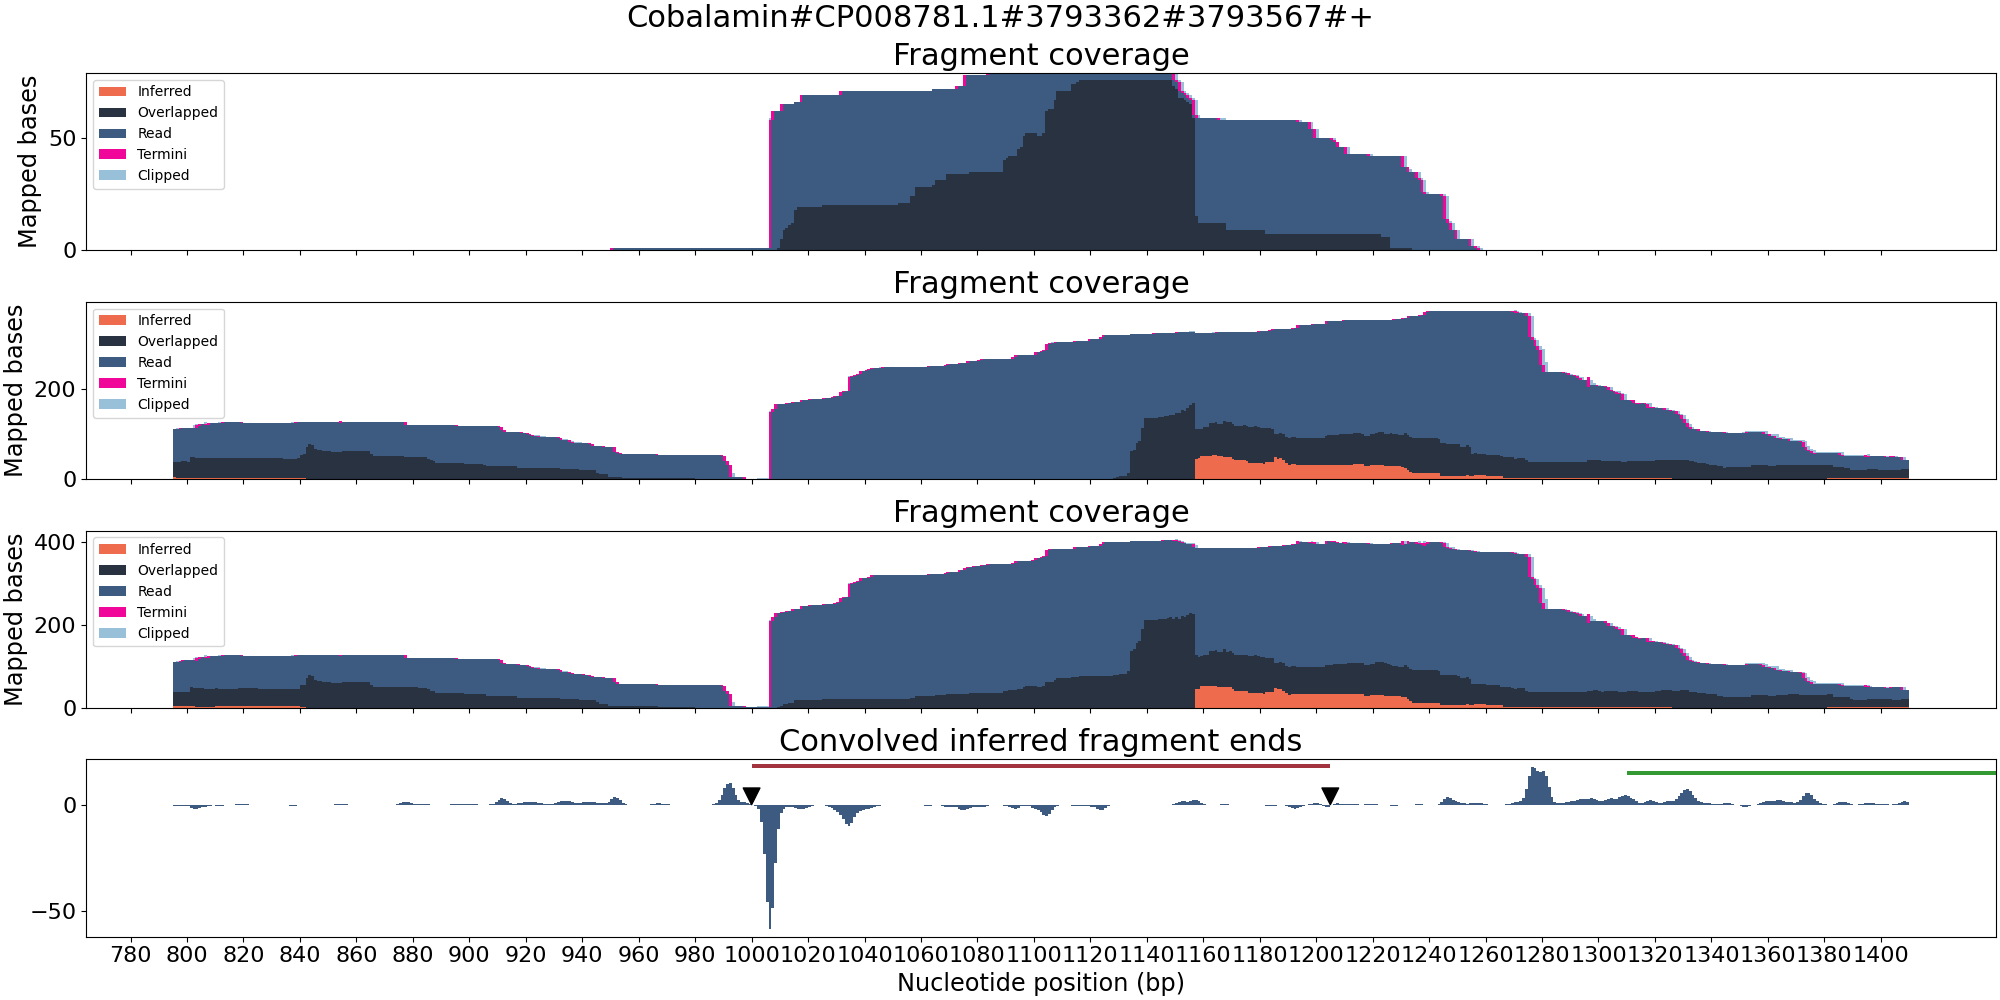 Cobalamin#CP008781.1#3793362#3793567#+
Fragment coverage
Mapped bases
50
0
Inferred
Overlapped
Read
Termini
Clipped
Fragment coverage
Mapped bases
200
0
Inferred
Overlapped
Read
Termini
Clipped
Fragment coverage
Mapped bases
400
200
0
Inferred
Overlapped
Read
Termini
Clipped
Convolved inferred fragment ends
0
−50
780 800 820 840 860 880 900 920 940 960 980 1000 1020 1040 1060 1080 1100 1120 1140 1160 1180 1200 1220 1240 1260 1280 1300 1320 1340 1360 1380 1400
Nucleotide position (bp)